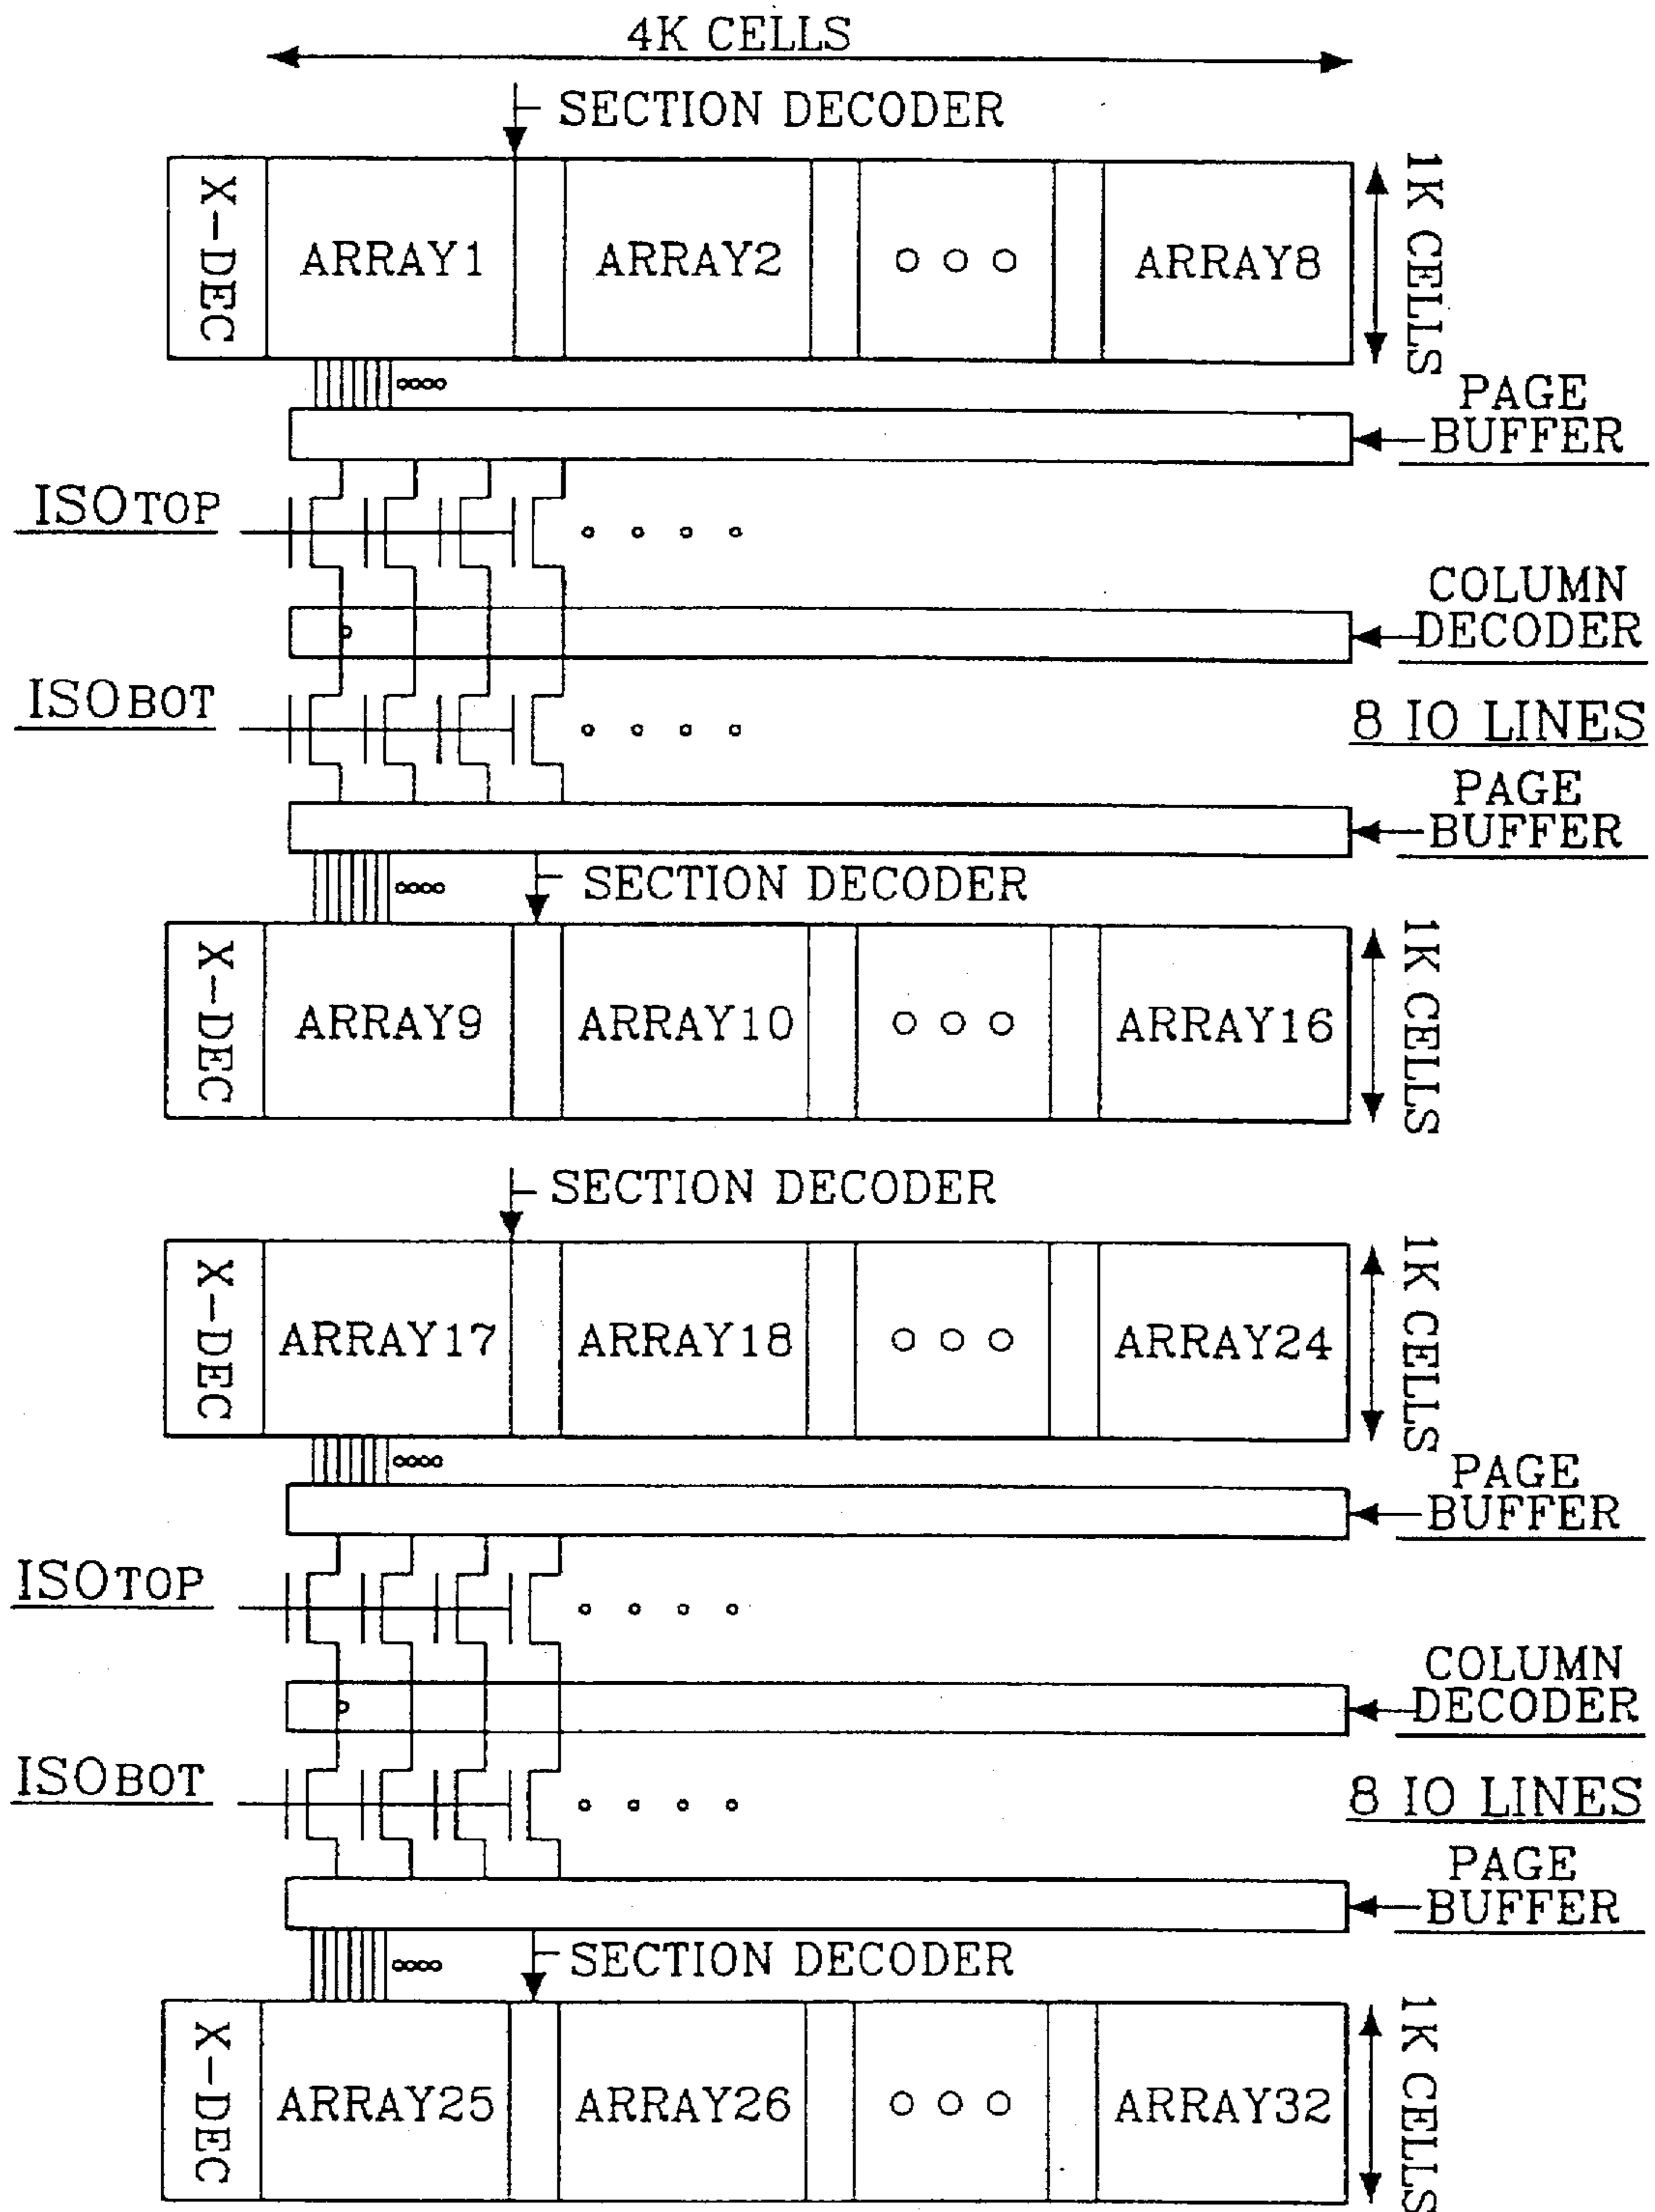 4K CELLS
SECTION DECODER
X-DEC
ARRAY1
ARRAY2
ARRAY8
1K CELLS
PAGE
BUFFER
ISOTOP
COLUMN
DECODER
ISOBOT
8 IO LINES
PAGE
BUFFER
SECTION DECODER
X-DEC
ARRAY9
ARRAY10
ARRAY16
1K CELLS
SECTION DECODER
X-DEC
ARRAY17
ARRAY18
ARRAY24
1K CELLS
PAGE
BUFFER
ISOTOP
COLUMN
DECODER
ISOBOT
8 IO LINES
PAGE
BUFFER
SECTION DECODER
X-DEC
ARRAY25
ARRAY26
ARRAY32
1K CELLS